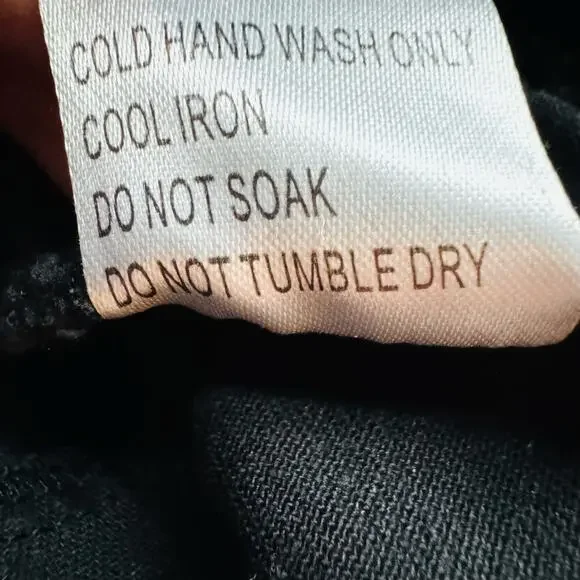 COLD HAND WASH ONLY
COOL IRON
DO NOT SOAK
DO NOT TUMBLE DRY